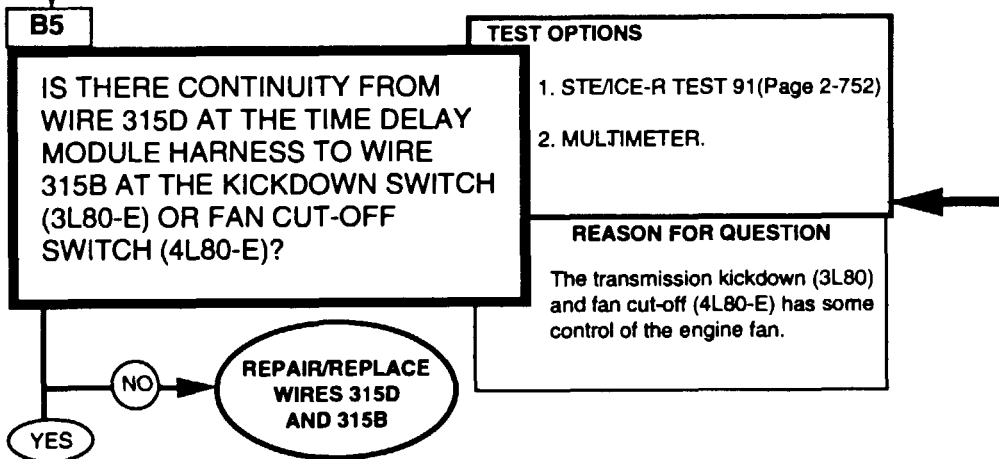 B5
IS THERE CONTINUITY FROM
WIRE 315D AT THE TIME DELAY
MODULE HARNESS TO WIRE
315B AT THE KICKDOWN SWITCH
(3L80-E) OR FAN CUT-OFF
SWITCH (4L80-E)?
TEST OPTIONS
1. STE/ICE-R TEST 91(Page 2-752)
2. MULTIMETER.
REASON FOR QUESTION
The transmission kickdown (3L80)
and fan cut-off (4L80-E) has some
control of the engine fan.
NO
REPAIR/REPLACE
WIRES 315D
AND 315B
YES